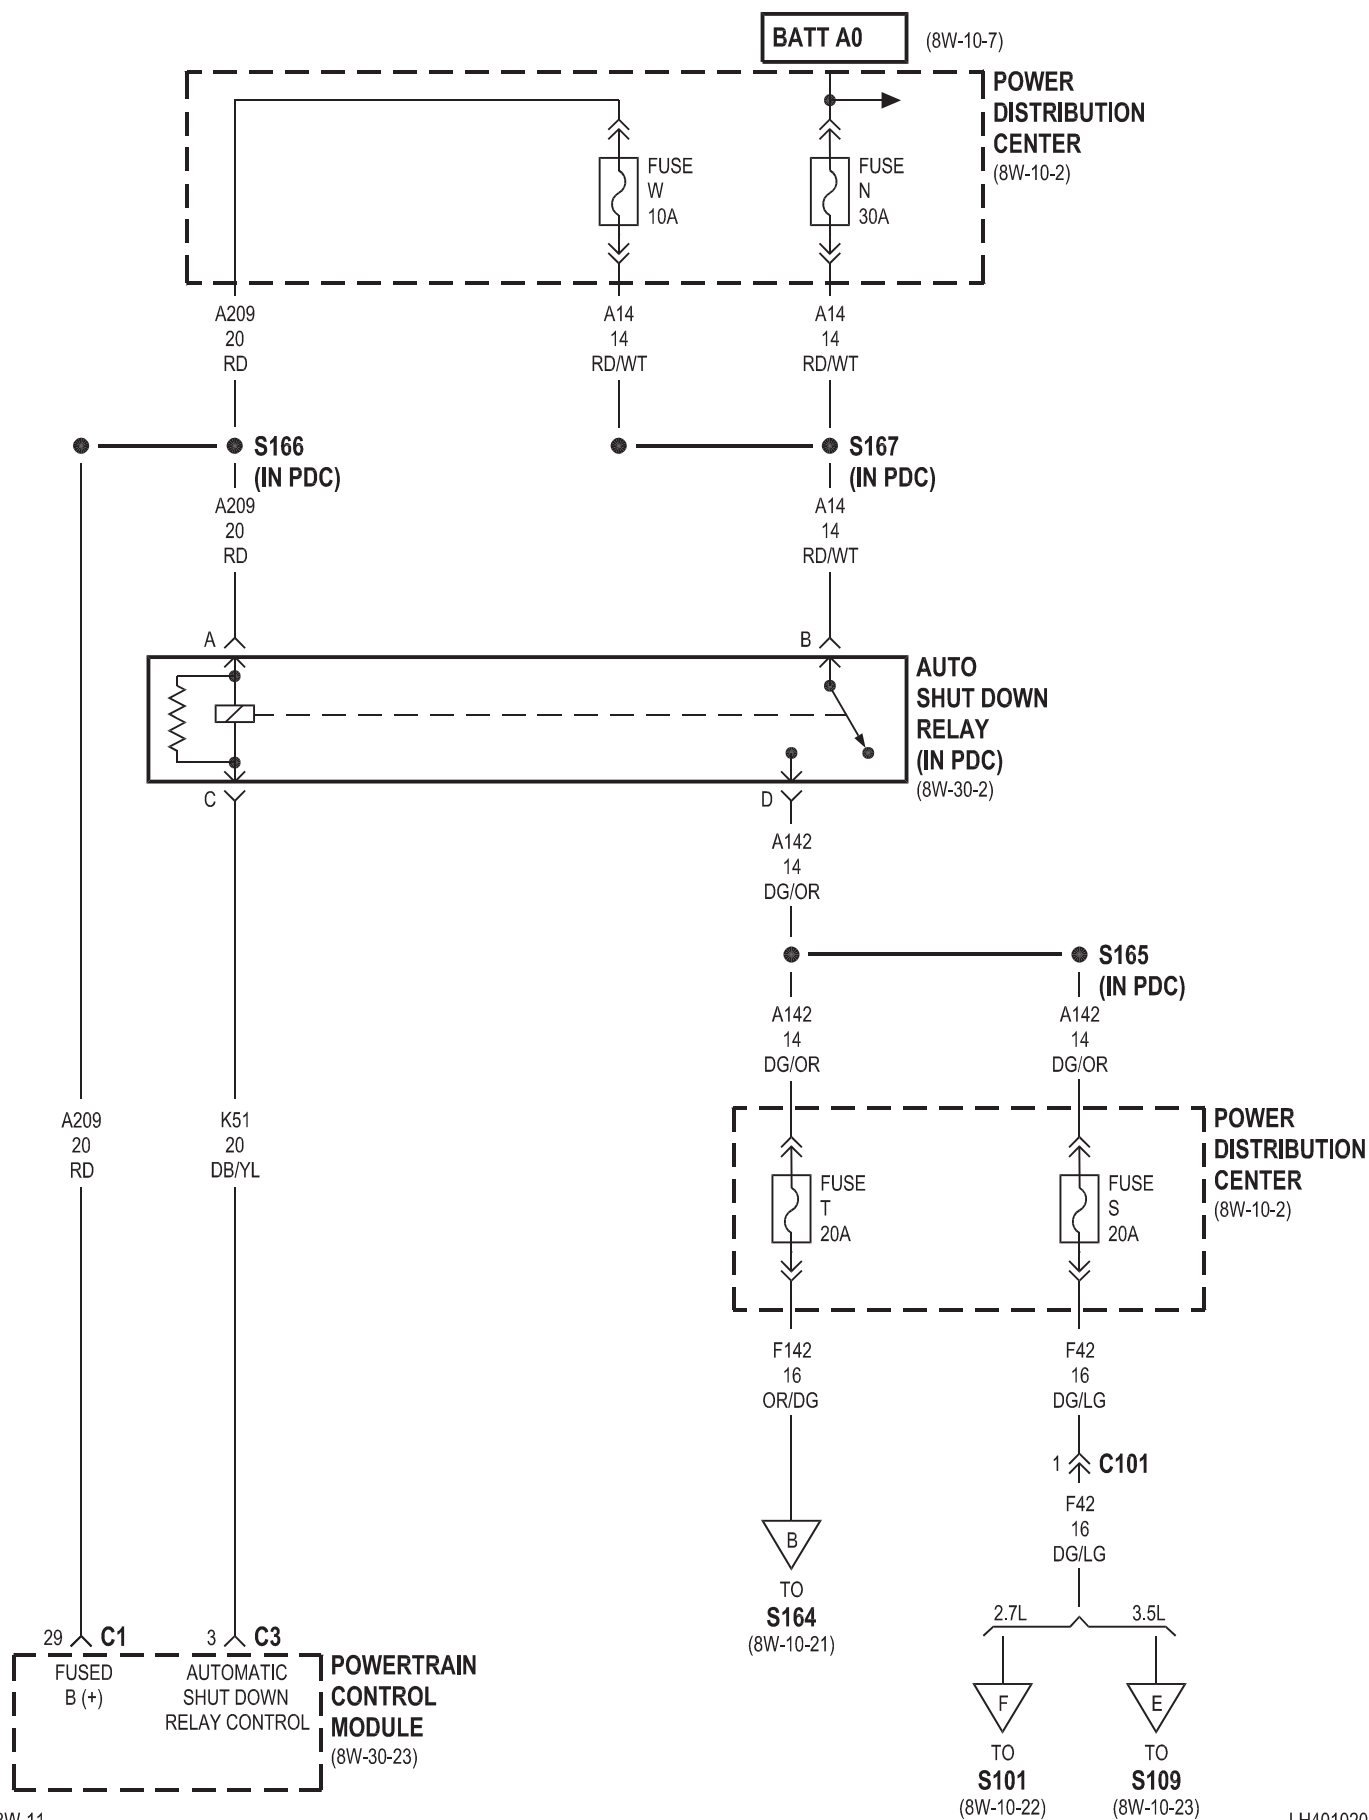 BATT A0
(8W-10-7)
POWER
DISTRIBUTION
CENTER
(8W-10-2)
FUSE
W
10A
FUSE
N
30A
A209
20
RD
A14
14
RD/WT
A14
14
RD/WT
S166
(IN PDC)
S167
(IN PDC)
A209
20
RD
A14
14
RD/WT
A
B
AUTO
SHUT DOWN
RELAY
(IN PDC)
(8W-30-2)
C
D
A142
14
DG/OR
S165
(IN PDC)
A142
14
DG/OR
A142
14
DG/OR
A209
20
RD
K51
20
DB/YL
POWER
DISTRIBUTION
CENTER
(8W-10-2)
FUSE
T
20A
FUSE
S
20A
F142
16
OR/DG
F42
16
DG/LG
1 C101
F42
16
DG/LG
B
TO
S164
(8W-10-21)
2.7L
3.5L
29 C1
3 C3
FUSED
B (+)
AUTOMATIC
SHUT DOWN
RELAY CONTROL
POWERTRAIN
CONTROL
MODULE
(8W-30-23)
F
TO
S101
(8W-10-22)
E
TO
S109
(8W-10-23)